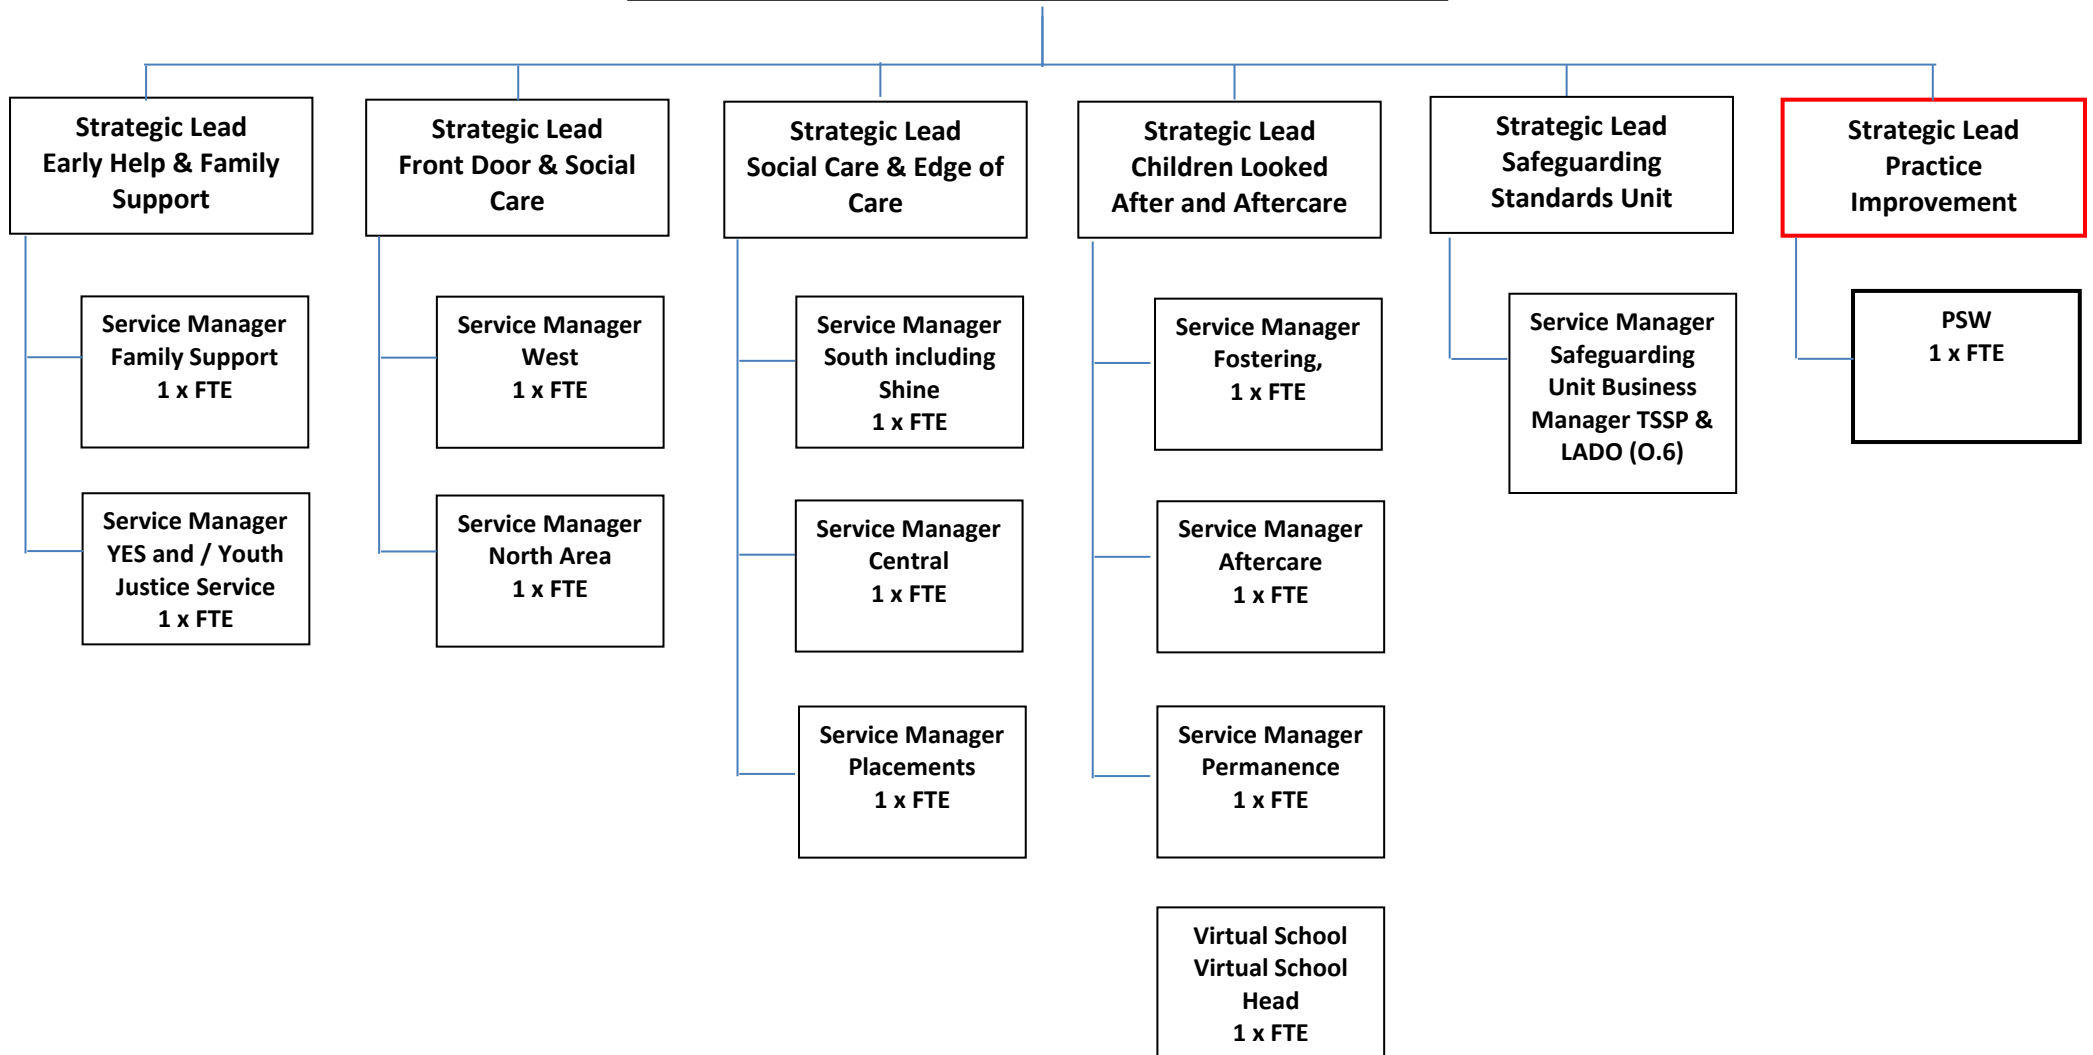 Strategic Lead
Early Help & Family
Support
Strategic Lead
Front Door & Social
Care
Strategic Lead
Social Care & Edge of
Care
Strategic Lead
Children Looked
After and Aftercare
Strategic Lead
Safeguarding
Standards Unit
Strategic Lead
Practice
Improvement
Service Manager
Family Support
1 x FTE
Service Manager
West
1 x FTE
Service Manager
South including
Shine
1 x FTE
Service Manager
Fostering,
1 x FTE
Service Manager
Safeguarding
Unit Business
Manager TSSP &
LADO (O.6)
PSW
1 x FTE
Service Manager
YES and / Youth
Justice Service
1 x FTE
Service Manager
North Area
1 x FTE
Service Manager
Central
1 x FTE
Service Manager
Aftercare
1 x FTE
Service Manager
Placements
1 x FTE
Service Manager
Permanence
1 x FTE
Virtual School
Virtual School
Head
1 x FTE